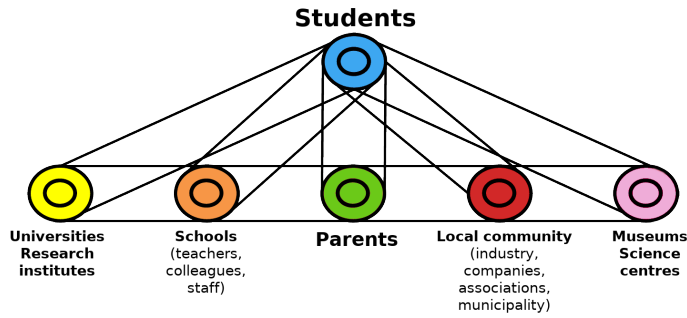 Students
Universities
Research
institutes
Schools
(teachers,
colleagues,
staff)
Parents
Local community
(industry,
companies,
associations,
municipality)
Museums
Science
centres